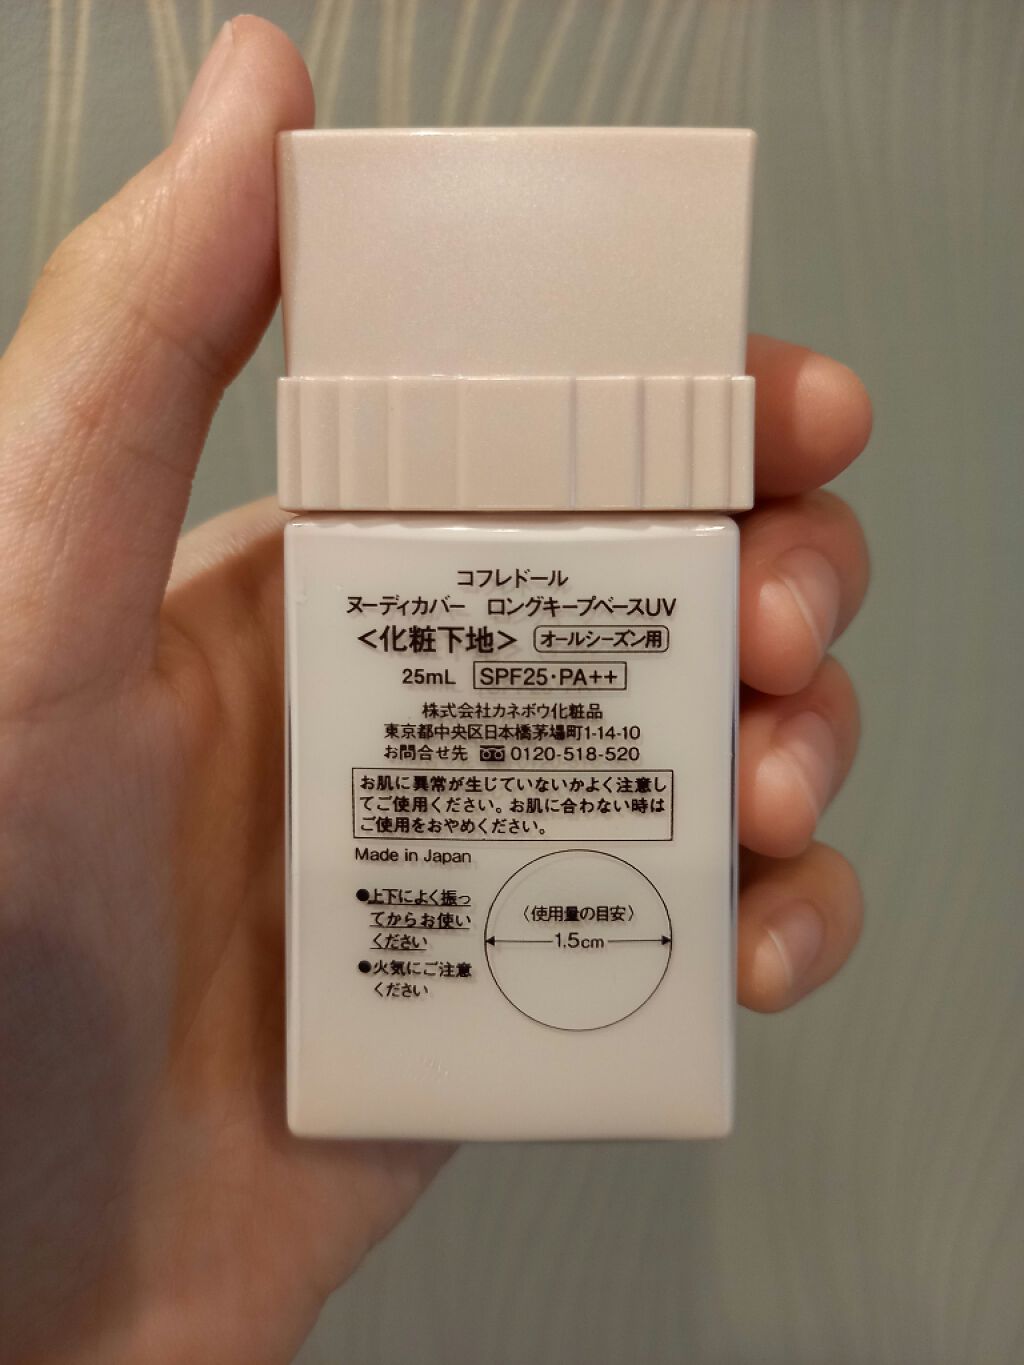 コフレドール
ヌーディカバー ロングキープベースUV
<化粧下地> オールシーズン用
25mL SPF25・PA++
株式会社カネボウ化粧品
東京都中央区日本橋茅場町1-14-10
お問合せ先 0120-518-520
お肌に異常が生じていないかよく注意し
てご使用ください。お肌に合わない時は
ご使用をおやめください。
Made in Japan
●上下によく振っ
てからお使い
ください
●火気にご注意
ください
〈使用量の目安〉
1.5cm